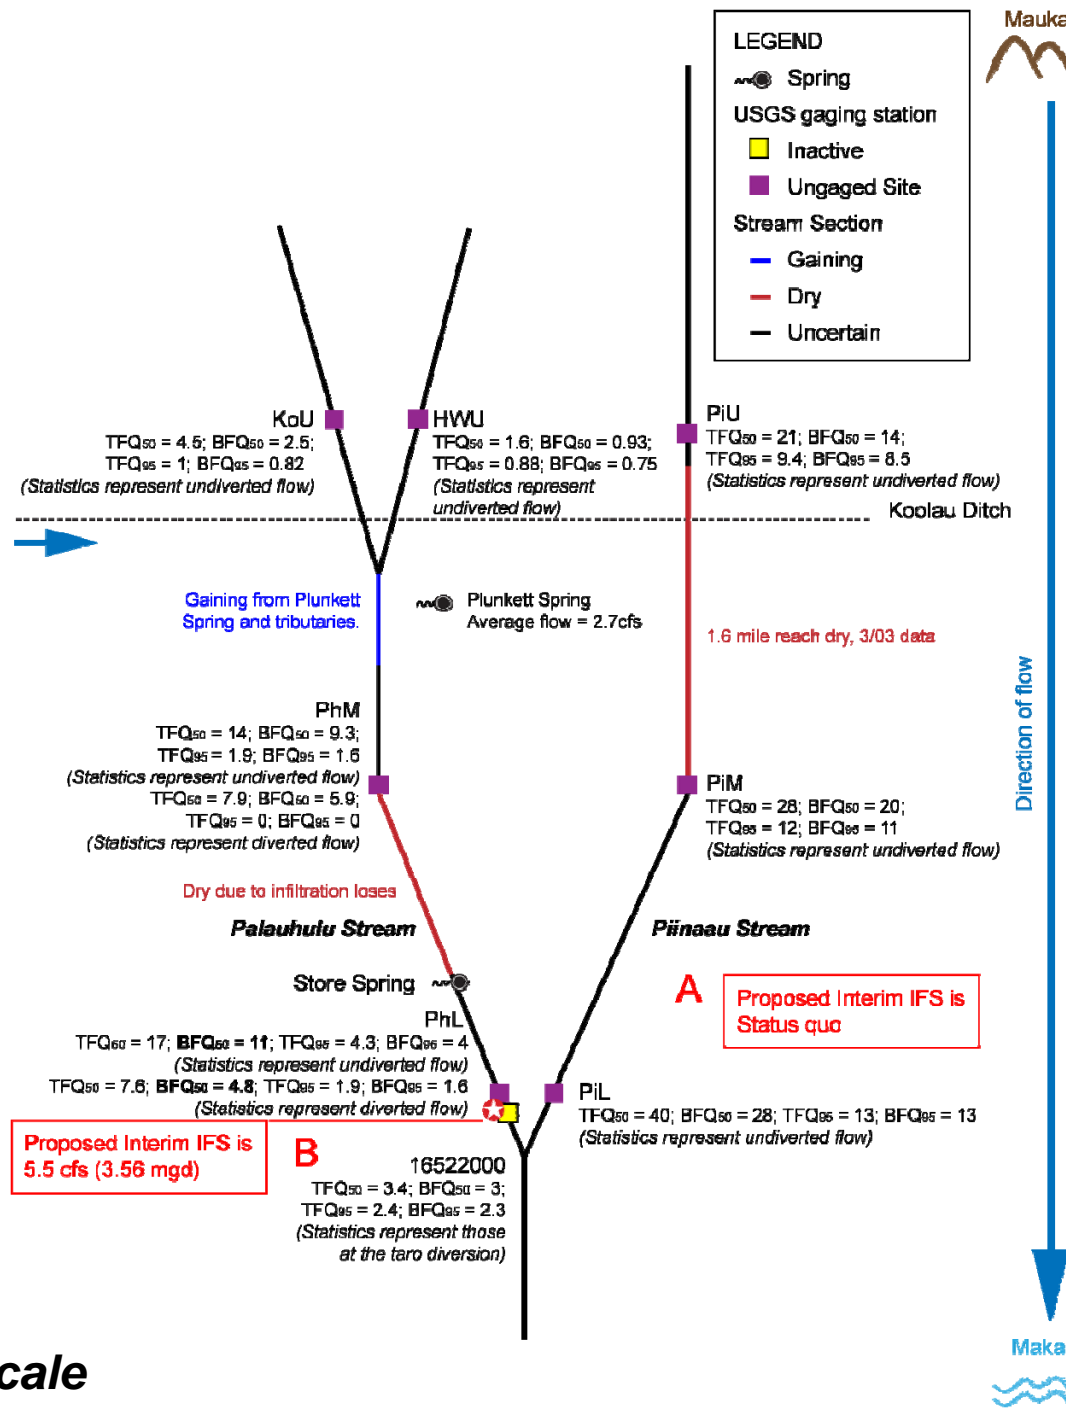 Mauka
LEGEND
Spring
USGS gaging station
Inactive
Ungaged Site
Stream Section
Gaining
Dry
Uncertain
KoU
TFQ50 = 4.5; BFQ50 = 2.5;
TFQ95 = 1; BFQ95 = 0.82
(Statistics represent undiverted flow)
HWU
TFQ50 = 1.6; BFQ50 = 0.93;
TFQ95 = 0.88; BFQ95 = 0.75
(Statistics represent
undiverted flow)
PiU
TFQ50 = 21; BFQ50 = 14;
TFQ95 = 9.4; BFQ95 = 8.5
(Statistics represent undiverted flow)
Koolau Ditch
Gaining from Plunkett
Spring and tributaries.
Plunkett Spring
Average flow = 2.7cfs
1.6 mile reach dry, 3/03 data
Direction of flow
PhM
TFQ50 = 14; BFQ50 = 9.3;
TFQ95 = 1.9; BFQ95 = 1.6
(Statistics represent undiverted flow)
TFQ50 = 7.9; BFQ50 = 5.9;
TFQ95 = 0; BFQ95 = 0
(Statistics represent diverted flow)
PiM
TFQ50 = 28; BFQ50 = 20;
TFQ95 = 12; BFQ95 = 11
(Statistics represent undiverted flow)
Dry due to infiltration loses
Palauhulu Stream
Piinaau Stream
Store Spring
A
Proposed Interim IFS is
Status quo
PhL
TFQ50 = 17; BFQ50 = 11; TFQ95 = 4.3; BFQ95 = 4
(Statistics represent undiverted flow)
TFQ50 = 7.6; BFQ50 = 4.8; TFQ95 = 1.9; BFQ95 = 1.6
(Statistics represent diverted flow)
PiL
TFQ50 = 40; BFQ50 = 28; TFQ95 = 13; BFQ95 = 13
(Statistics represent undiverted flow)
Proposed Interim IFS is
5.5 cfs (3.56 mgd)
B
16522000
TFQ50 = 3.4; BFQ50 = 3;
TFQ95 = 2.4; BFQ95 = 2.3
(Statistics represent those
at the taro diversion)
Maka
cale